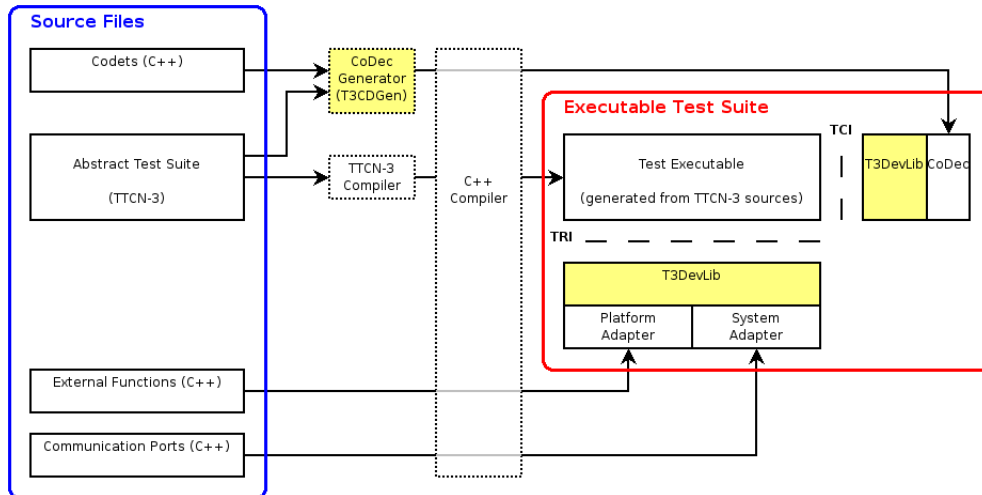 Source Files
Codets (C++)
CoDec
Generator
(T3CDGen)
Executable Test Suite
TCI
Abstract Test Suite
(TTCN-3)
TTCN-3
Compiler
C++
Compiler
Test Executable
(generated from TTCN-3 sources)
T3DevLib
CoDec
TRI
T3DevLib
Platform
Adapter
System
Adapter
External Functions (C++)
Communication Ports (C++)